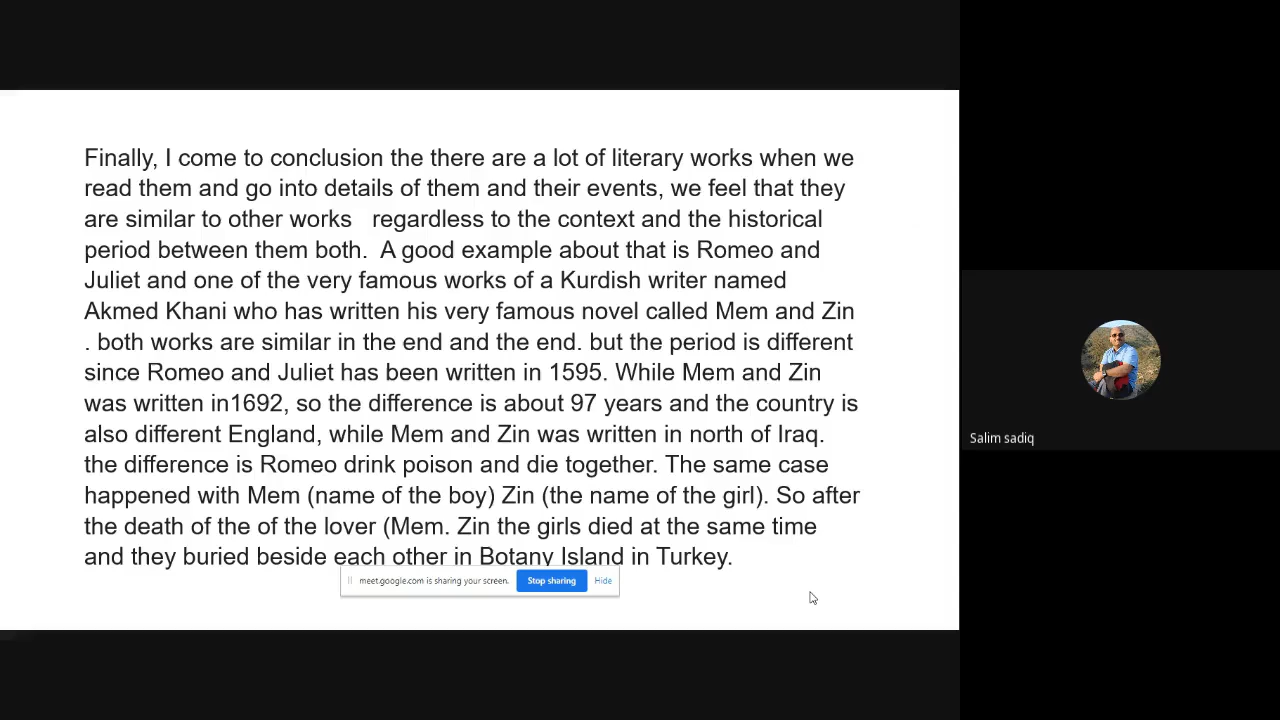 Finally, I come to conclusion the there are a lot of literary works when we
read them and go into details of them and their events, we feel that they
are similar to other works   regardless to the context and the historical
period between them both.  A good example about that is Romeo and
Juliet and one of the very famous works of a Kurdish writer named
Akmed Khani who has written his very famous novel called Mem and Zin
. both works are similar in the end and the end. but the period is different
since Romeo and Juliet has been written in 1595. While Mem and Zin
was written in1692, so the difference is about 97 years and the country is
also different England, while Mem and Zin was written in north of Iraq.
the difference is Romeo drink poison and die together. The same case
happened with Mem (name of the boy) Zin (the name of the girl). So after
the death of the of the lover (Mem. Zin the girls died at the same time
and they buried beside each other in Botany Island in Turkey.
meet.google.com is sharing your screen. Stop sharing Hide
Salim sadiq